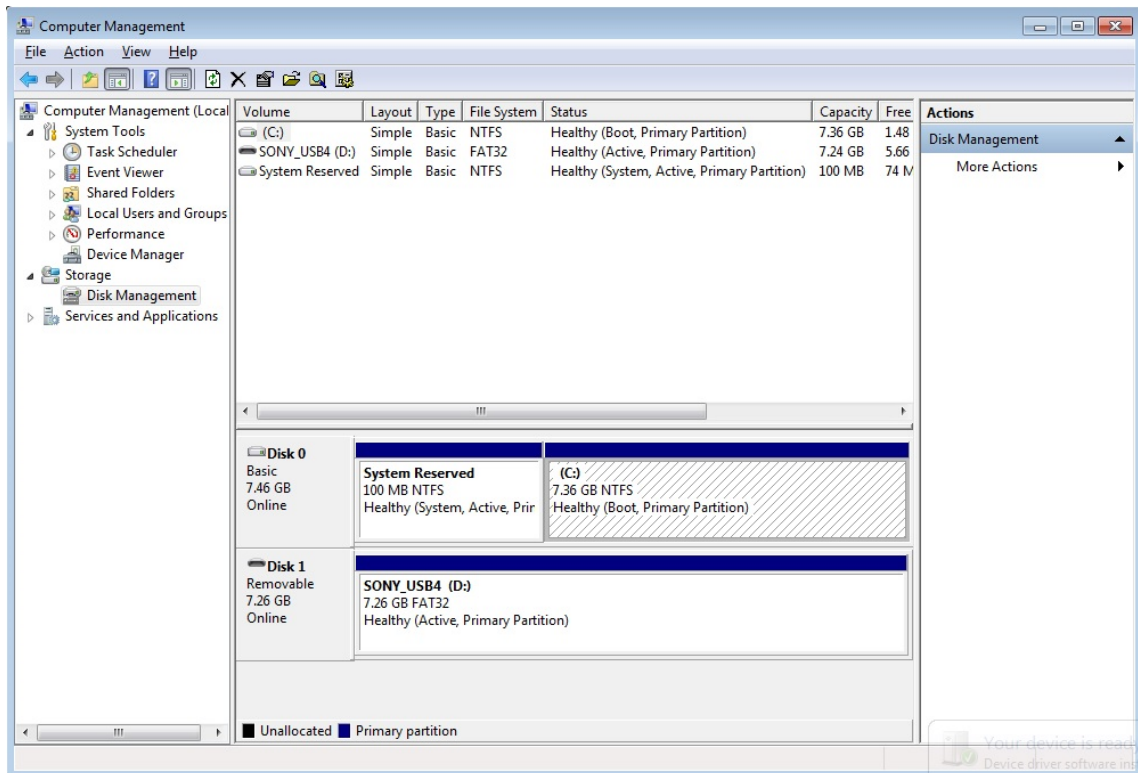 Computer Management
File Action View Help
Computer Management (Local
System Tools
Task Scheduler
Event Viewer
Shared Folders
Local Users and Groups
Performance
Device Manager
Storage
Disk Management
Services and Applications
Volume Layout Type File System Status Capacity Free
(C:) Simple Basic NTFS Healthy (Boot, Primary Partition) 7.36 GB 1.48
SONY_USB4 (D:) Simple Basic FAT32 Healthy (Active, Primary Partition) 7.24 GB 5.66
System Reserved Simple Basic NTFS Healthy (System, Active, Primary Partition) 100 MB 74 M
Disk 0
Basic
7.46 GB
Online
System Reserved
100 MB NTFS
Healthy (System, Active, Prir
(C:)
7.36 GB NTFS
Healthy (Boot, Primary Partition)
Disk 1
Removable
7.26 GB
Online
SONY_USB4 (D:)
7.26 GB FAT32
Healthy (Active, Primary Partition)
Unallocated Primary partition
Actions
Disk Management
More Actions
Your device is read
Device driver software ins